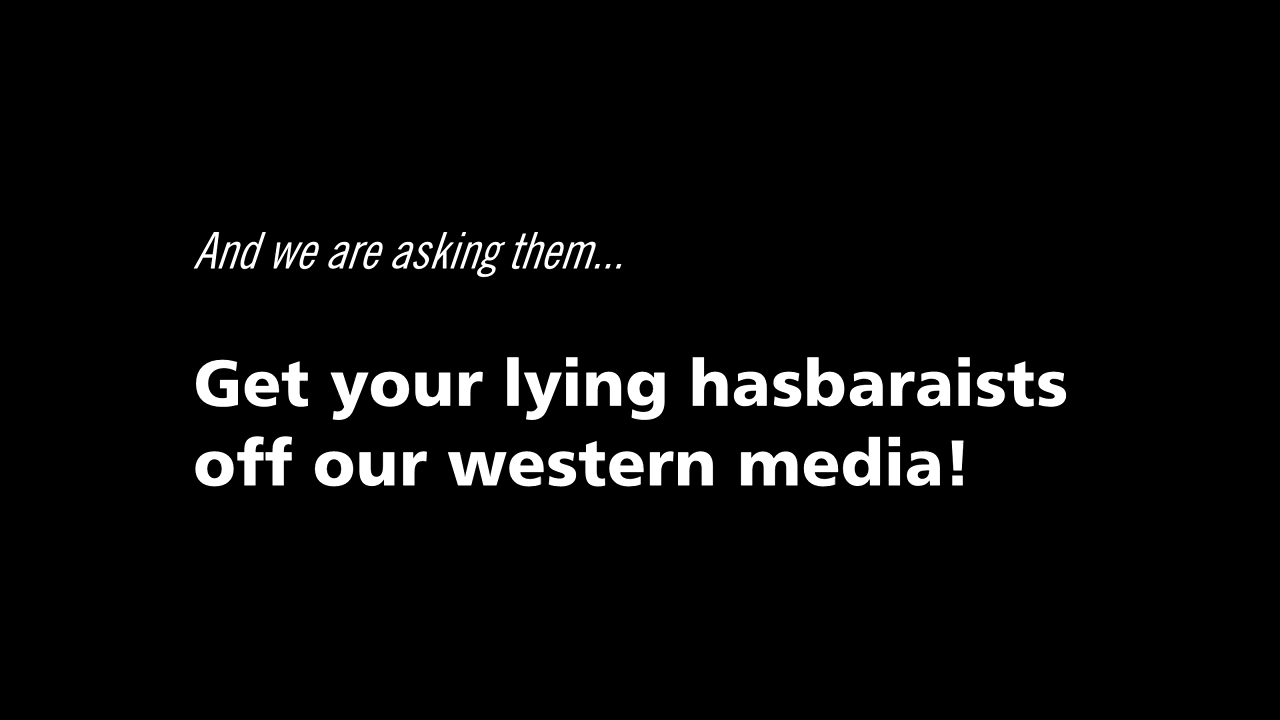 And we are asking them...
Get your lying hasbaraists
off our western media!